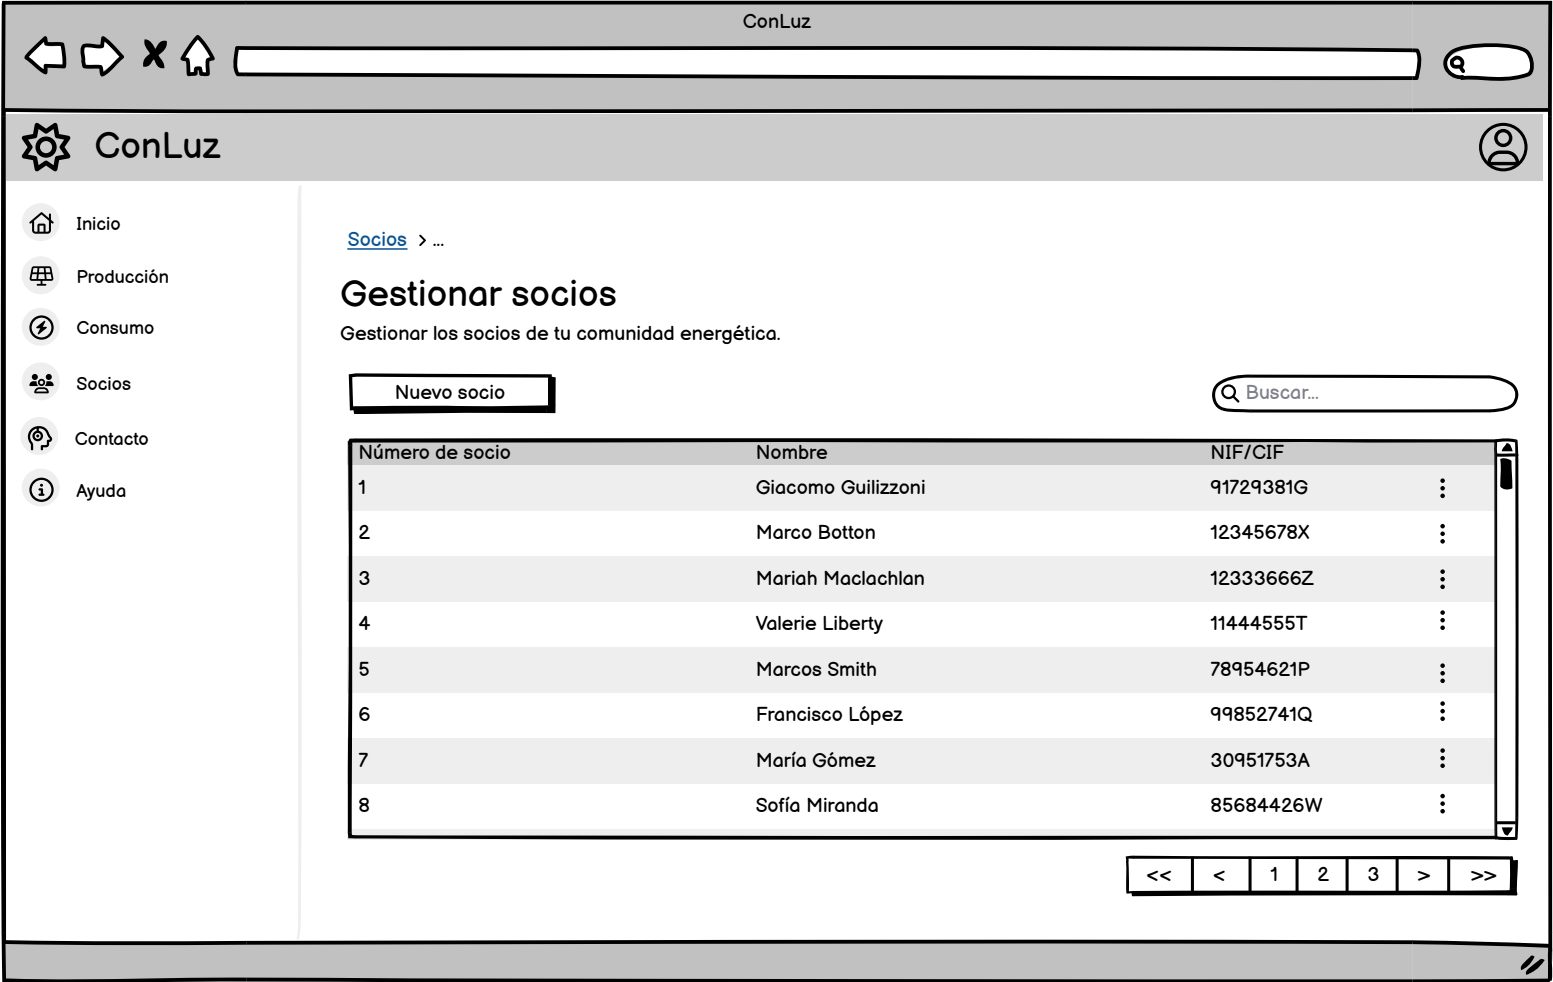 ConLuz
ConLuz
Inicio
Producción
Consumo
Socios
Contacto
Ayuda
Socios > ...
Gestionar socios
Gestionar los socios de tu comunidad energética.
Nuevo socio
Buscar...
Número de socio Nombre NIF/CIF
1 Giacomo Guilizzoni 91729381G
2 Marco Botton 12345678X
3 Mariah Maclachlan 12333666Z
4 Valerie Liberty 11444555T
5 Marcos Smith 78954621P
6 Francisco López 99852741Q
7 María Gómez 30951753A
8 Sofía Miranda 85684426W
<< < 1 2 3 > >>